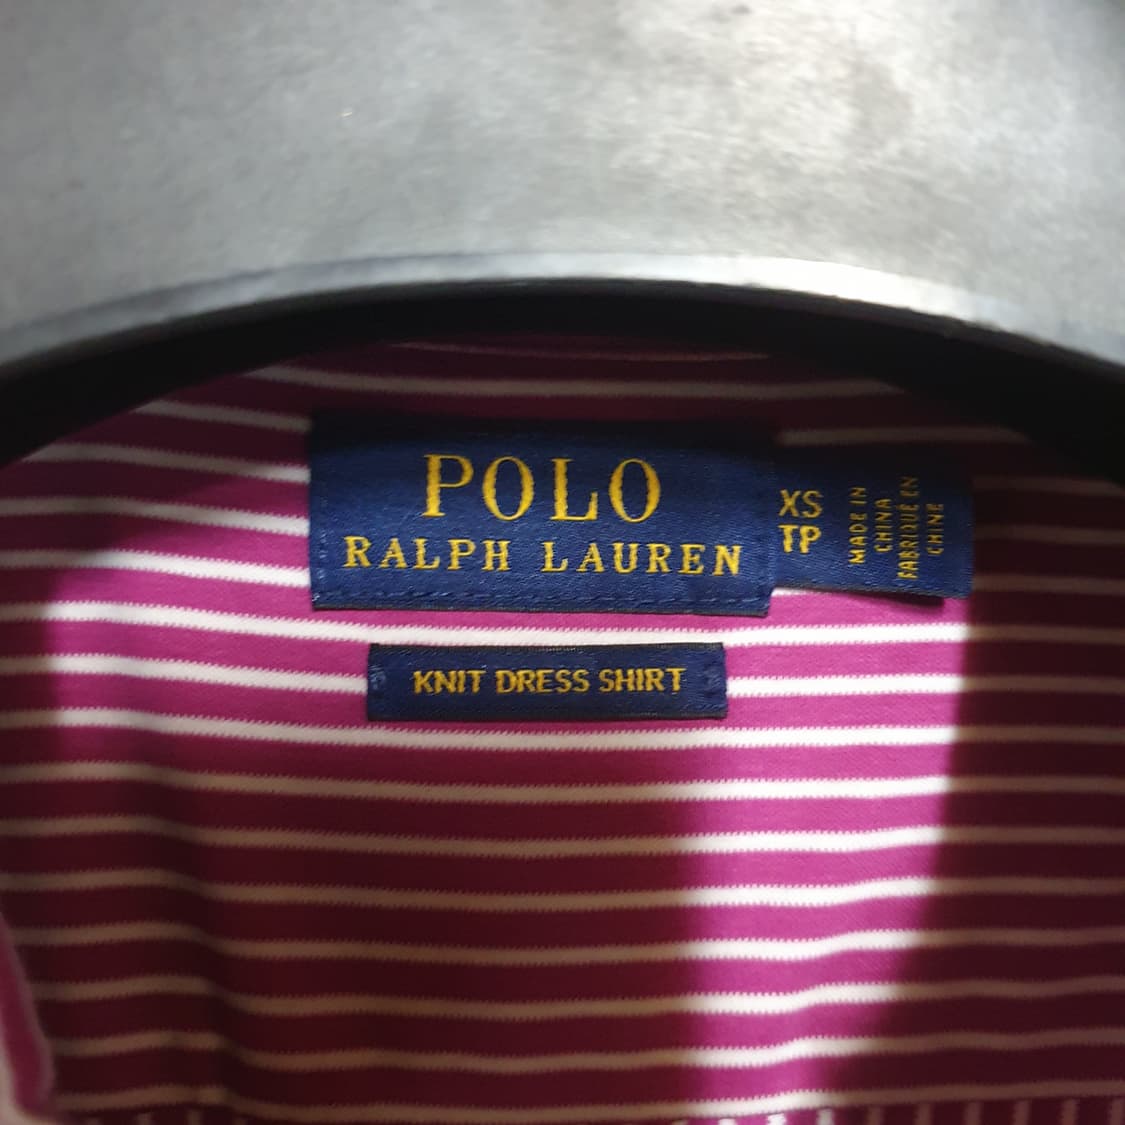 POLO
RALPH LAUREN
XS
TP
MADE IN
CHINA
FABRIQUÉ EN
CHINE
KNIT DRESS SHIRT